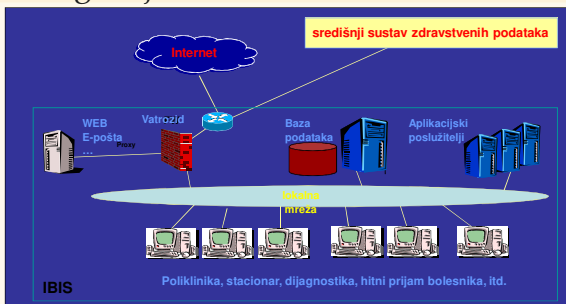 središnji sustav zdravstvenih podataka
Internet
WEB
E-pošta
...
Proxy
Vatrozid
Baza
podataka
Aplikacijski
poslužitelji
lokalna
mreža
Poliklinika, stacionar, dijagnostika, hitni prijam bolesnika, itd.
IBIS